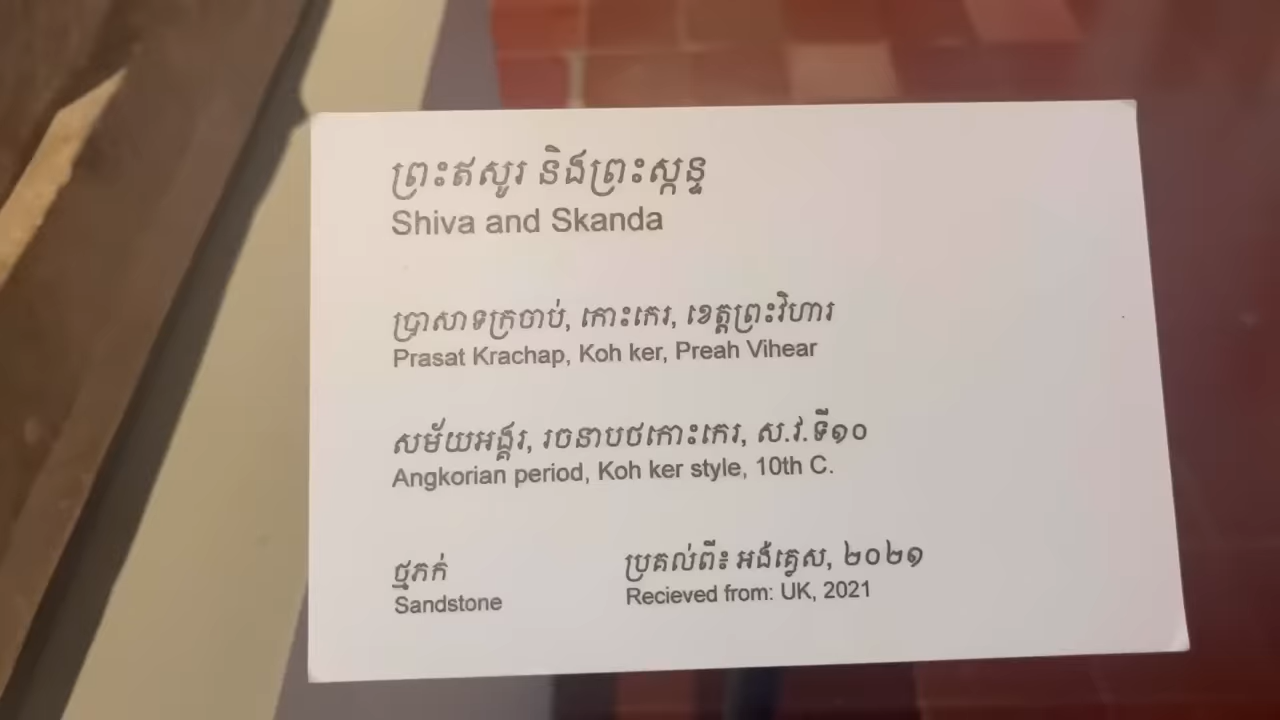 ព្រះឥសូរ និងព្រះស្កន្ទ
Shiva and Skanda
ប្រាសាទក្រចាប់, កោះកេរ, ខេត្តព្រះវិហារ
Prasat Krachap, Koh ker, Preah Vihear
សម័យអង្គរ, រចនាបថកោះកេរ, ស.វ.ទី១០
Angkorian period, Koh ker style, 10th C.
ថ្មភក់
Sandstone
ប្រគល់ពី៖ អង់គ្លេស, ២០២១
Recieved from: UK, 2021